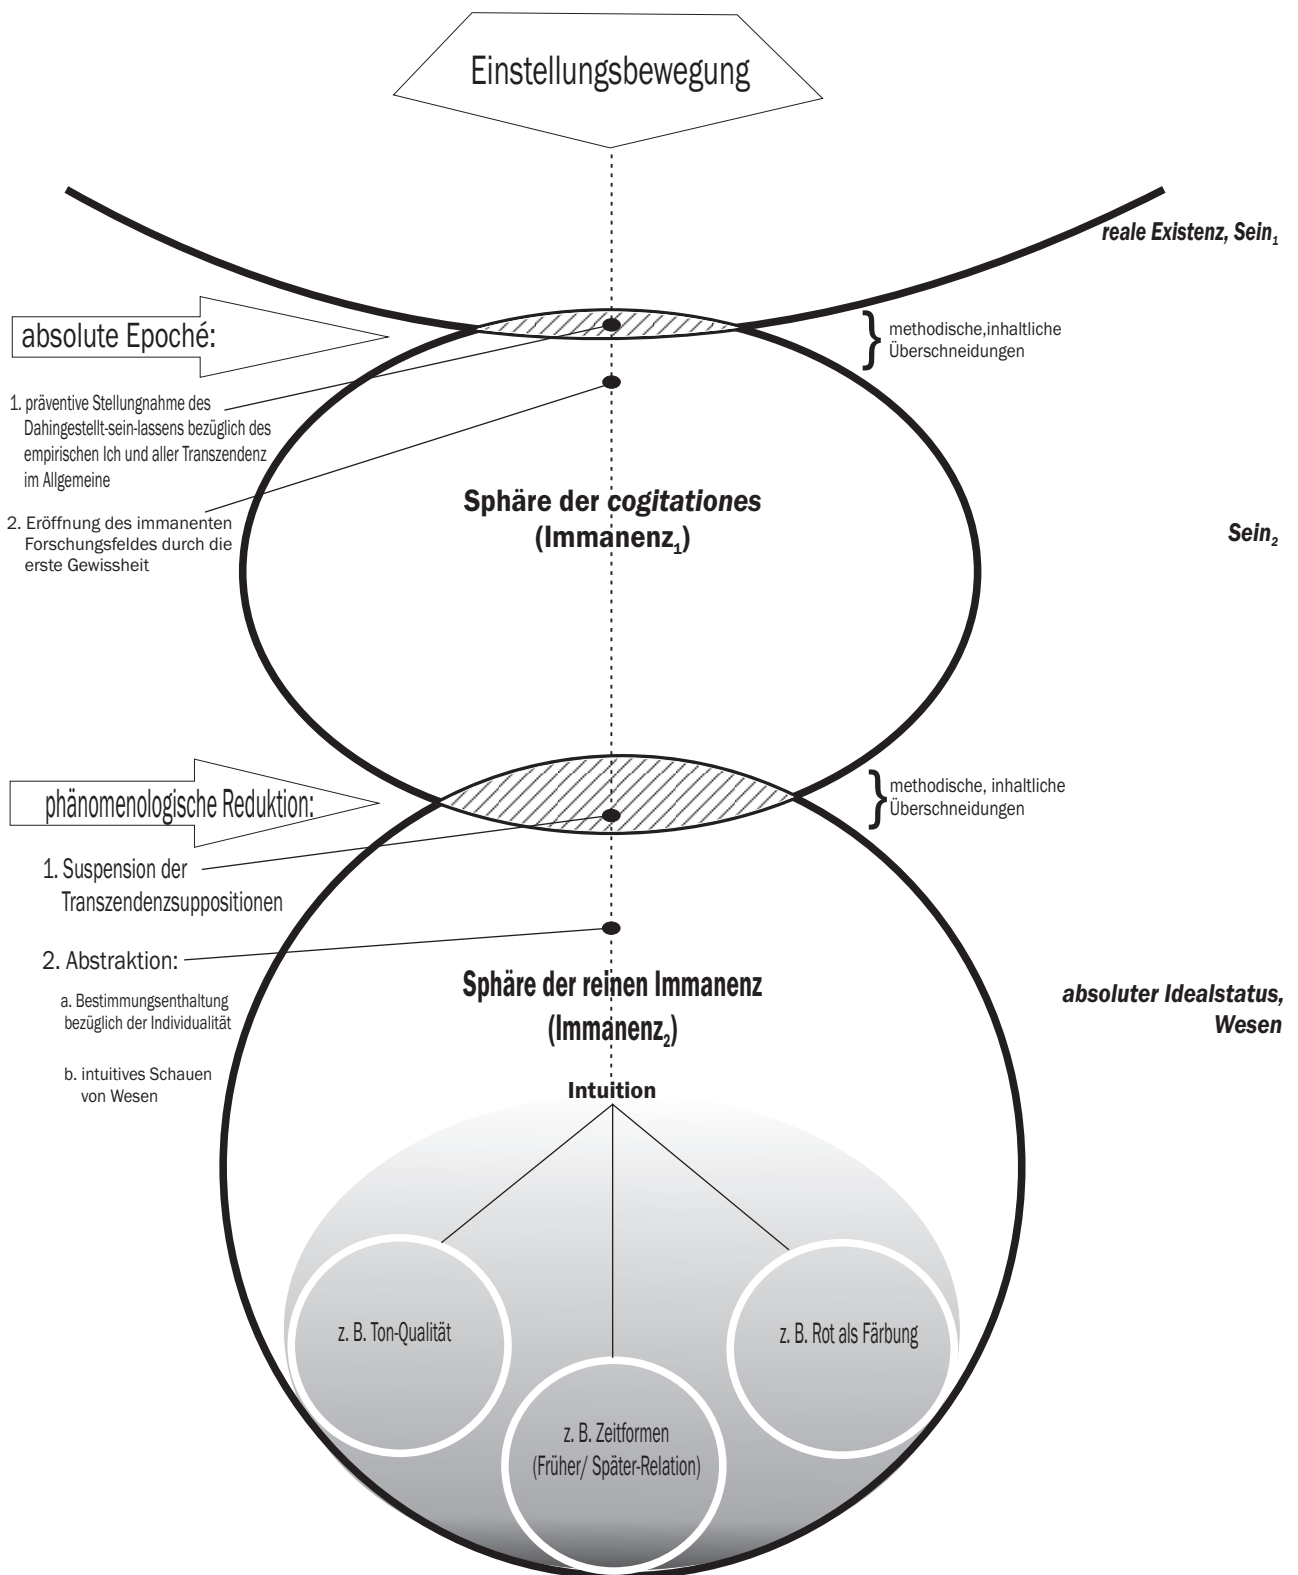 Einstellungsbewegung
reale Existenz, Sein₁
absolute Epoché:
methodische,inhaltliche
Überschneidungen
1. präventive Stellungnahme des
Dahingestellt-sein-lassens bezüglich des
empirischen Ich und aller Transzendenz
im Allgemeine
2. Eröffnung des immanenten
Forschungsfeldes durch die
erste Gewissheit
Sphäre der cogitationes
(Immanenz₁)
Sein₂
phänomenologische Reduktion:
methodische, inhaltliche
Überschneidungen
1. Suspension der
Transzendenzsuppositionen
2. Abstraktion:
a. Bestimmungsenthaltung
bezüglich der Individualität
b. intuitives Schauen
von Wesen
Sphäre der reinen Immanenz
(Immanenz₂)
absoluter Idealstatus,
Wesen
Intuition
z. B. Ton-Qualität
z. B. Rot als Färbung
z. B. Zeitformen
(Früher/ Später-Relation)